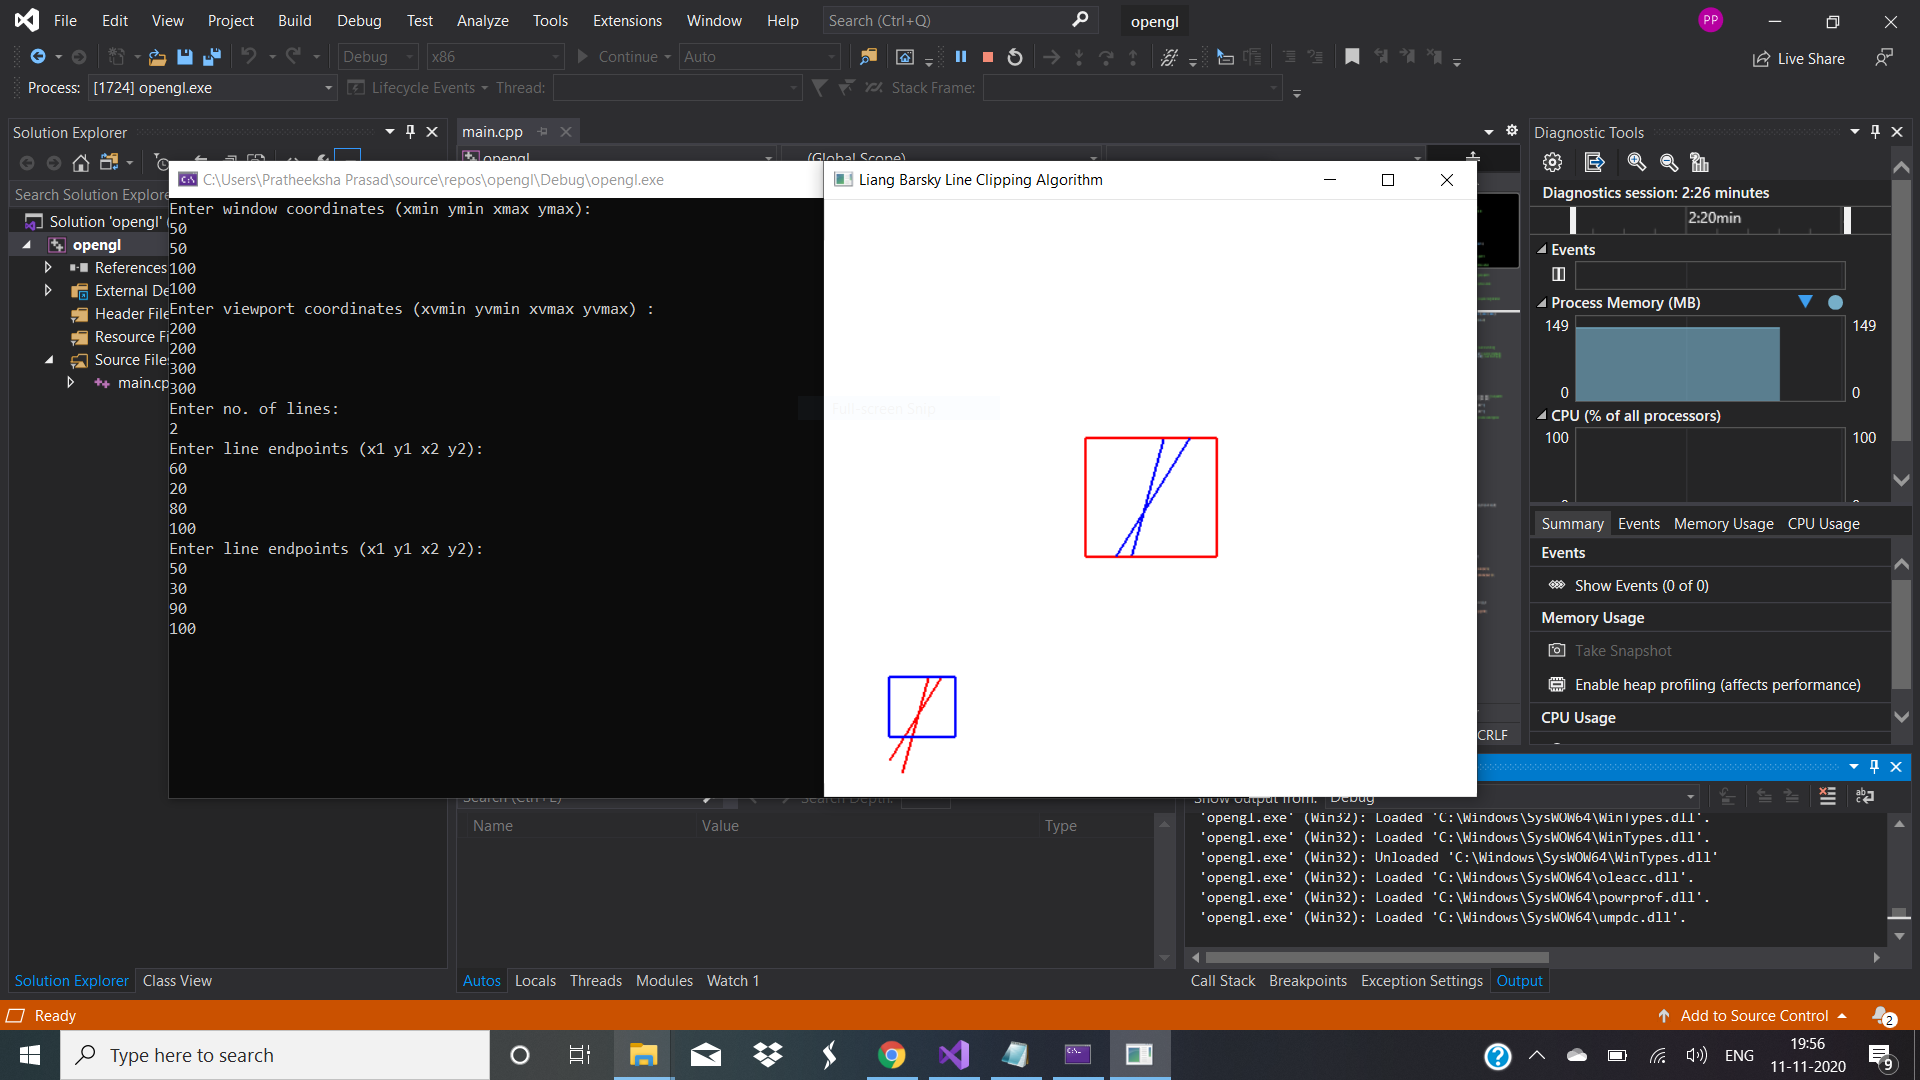 File Edit View Project Build Debug Test Analyze Tools Extensions Window Help Search (Ctrl+Q) opengl PP
Debug x86 Continue Auto Live Share
Process: [1724] opengl.exe Lifecycle Events Thread: Stack Frame:
Solution Explorer
Search Solution Explore
Solution 'opengl'
opengl
References
External De
Header File
Resource Fi
Source File
main.cp
main.cpp
opengl (Global Scope)
C:\Users\Pratheeksha Prasad\source\repos\opengl\Debug\opengl.exe
Enter window coordinates (xmin ymin xmax ymax):
50
50
100
100
Enter viewport coordinates (xvmin yvmin xvmax yvmax) :
200
200
300
300
Enter no. of lines:
2
Enter line endpoints (x1 y1 x2 y2):
60
20
80
100
Enter line endpoints (x1 y1 x2 y2):
50
30
90
100
Liang Barsky Line Clipping Algorithm
Full-screen Snip
CRLF
Diagnostic Tools
Diagnostics session: 2:26 minutes
2:20min
Events
Process Memory (MB)
149 149
0 0
CPU (% of all processors)
100 100
Summary Events Memory Usage CPU Usage
Events
Show Events (0 of 0)
Memory Usage
Take Snapshot
Enable heap profiling (affects performance)
CPU Usage
Search (Ctrl+E) Search Depth:
Name Value Type
Show output from: Debug
'opengl.exe' (Win32): Loaded 'C:\Windows\SysWOW64\WinTypes.dll'.
'opengl.exe' (Win32): Loaded 'C:\Windows\SysWOW64\WinTypes.dll'.
'opengl.exe' (Win32): Unloaded 'C:\Windows\SysWOW64\WinTypes.dll'
'opengl.exe' (Win32): Loaded 'C:\Windows\SysWOW64\oleacc.dll'.
'opengl.exe' (Win32): Loaded 'C:\Windows\SysWOW64\powrprof.dll'.
'opengl.exe' (Win32): Loaded 'C:\Windows\SysWOW64\umpdc.dll'.
Solution Explorer Class View
Autos Locals Threads Modules Watch 1
Call Stack Breakpoints Exception Settings Output
Ready Add to Source Control 2
Type here to search
ENG 19:56
11-11-2020 9